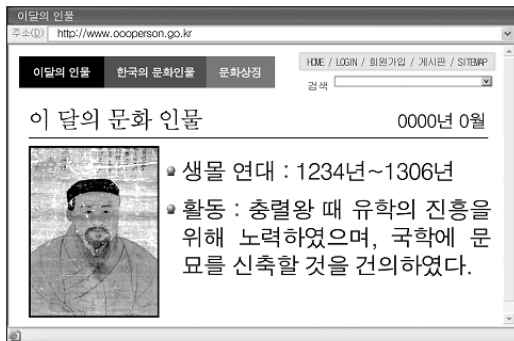 이달의 인물
주소(D) http://www.oooperson.go.kr
HOME / LOGIN / 회원가입 / 게시판 / SITEMAP
이달의 인물 한국의 문화인물 문화상징
검색
이 달의 문화 인물 0000년 0월
생몰 연대 : 1234년~1306년
활동 : 충렬왕 때 유학의 진흥을
위해 노력하였으며, 국학에 문
묘를 신축할 것을 건의하였다.